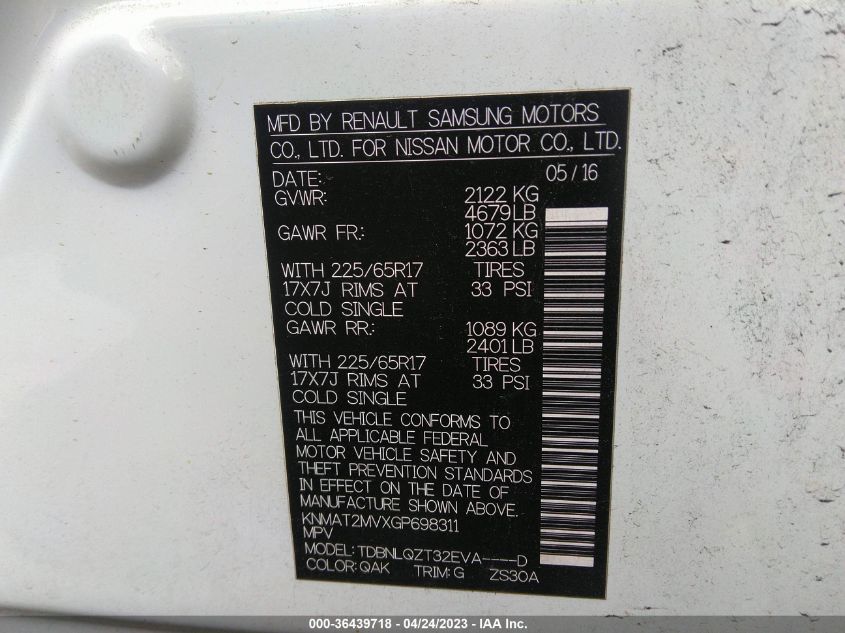 MFD BY RENAULT SAMSUNG MOTORS
CO., LTD. FOR NISSAN MOTOR CO., LTD.
DATE: 05/16
GVWR: 2122 KG
4679 LB
GAWR FR: 1072 KG
2363 LB
WITH 225/65R17 TIRES
17X7J RIMS AT 33 PSI
COLD SINGLE
GAWR RR: 1089 KG
2401 LB
WITH 225/65R17 TIRES
17X7J RIMS AT 33 PSI
COLD SINGLE
THIS VEHICLE CONFORMS TO
ALL APPLICABLE FEDERAL
MOTOR VEHICLE SAFETY AND
THEFT PREVENTION STANDARDS
IN EFFECT ON THE DATE OF
MANUFACTURE SHOWN ABOVE.
KNMAT2MVXGP698311
MPV
MODEL: TDBNLQZT32EVA----D
COLOR: QAK TRIM: G ZS30A
000-36439718 - 04/24/2023 - IAA Inc.